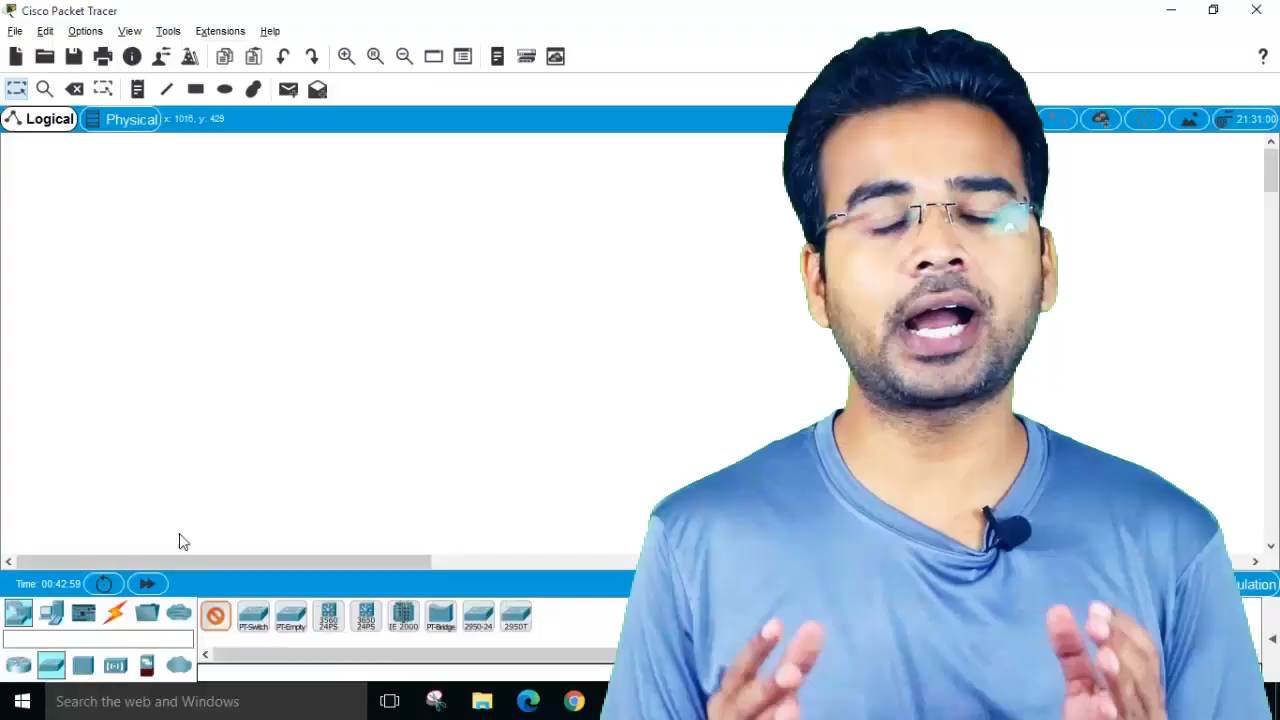 Cisco Packet Tracer
File Edit Options View Tools Extensions Help
?
Logical Physical x: 1016, y: 429 21:31:00
Time: 00:42:59 ulation
PT-Switch PT-Empty 3560 24PS 3650 24PS IE 2000 PT-Bridge 2950-24 2950T
Search the web and Windows